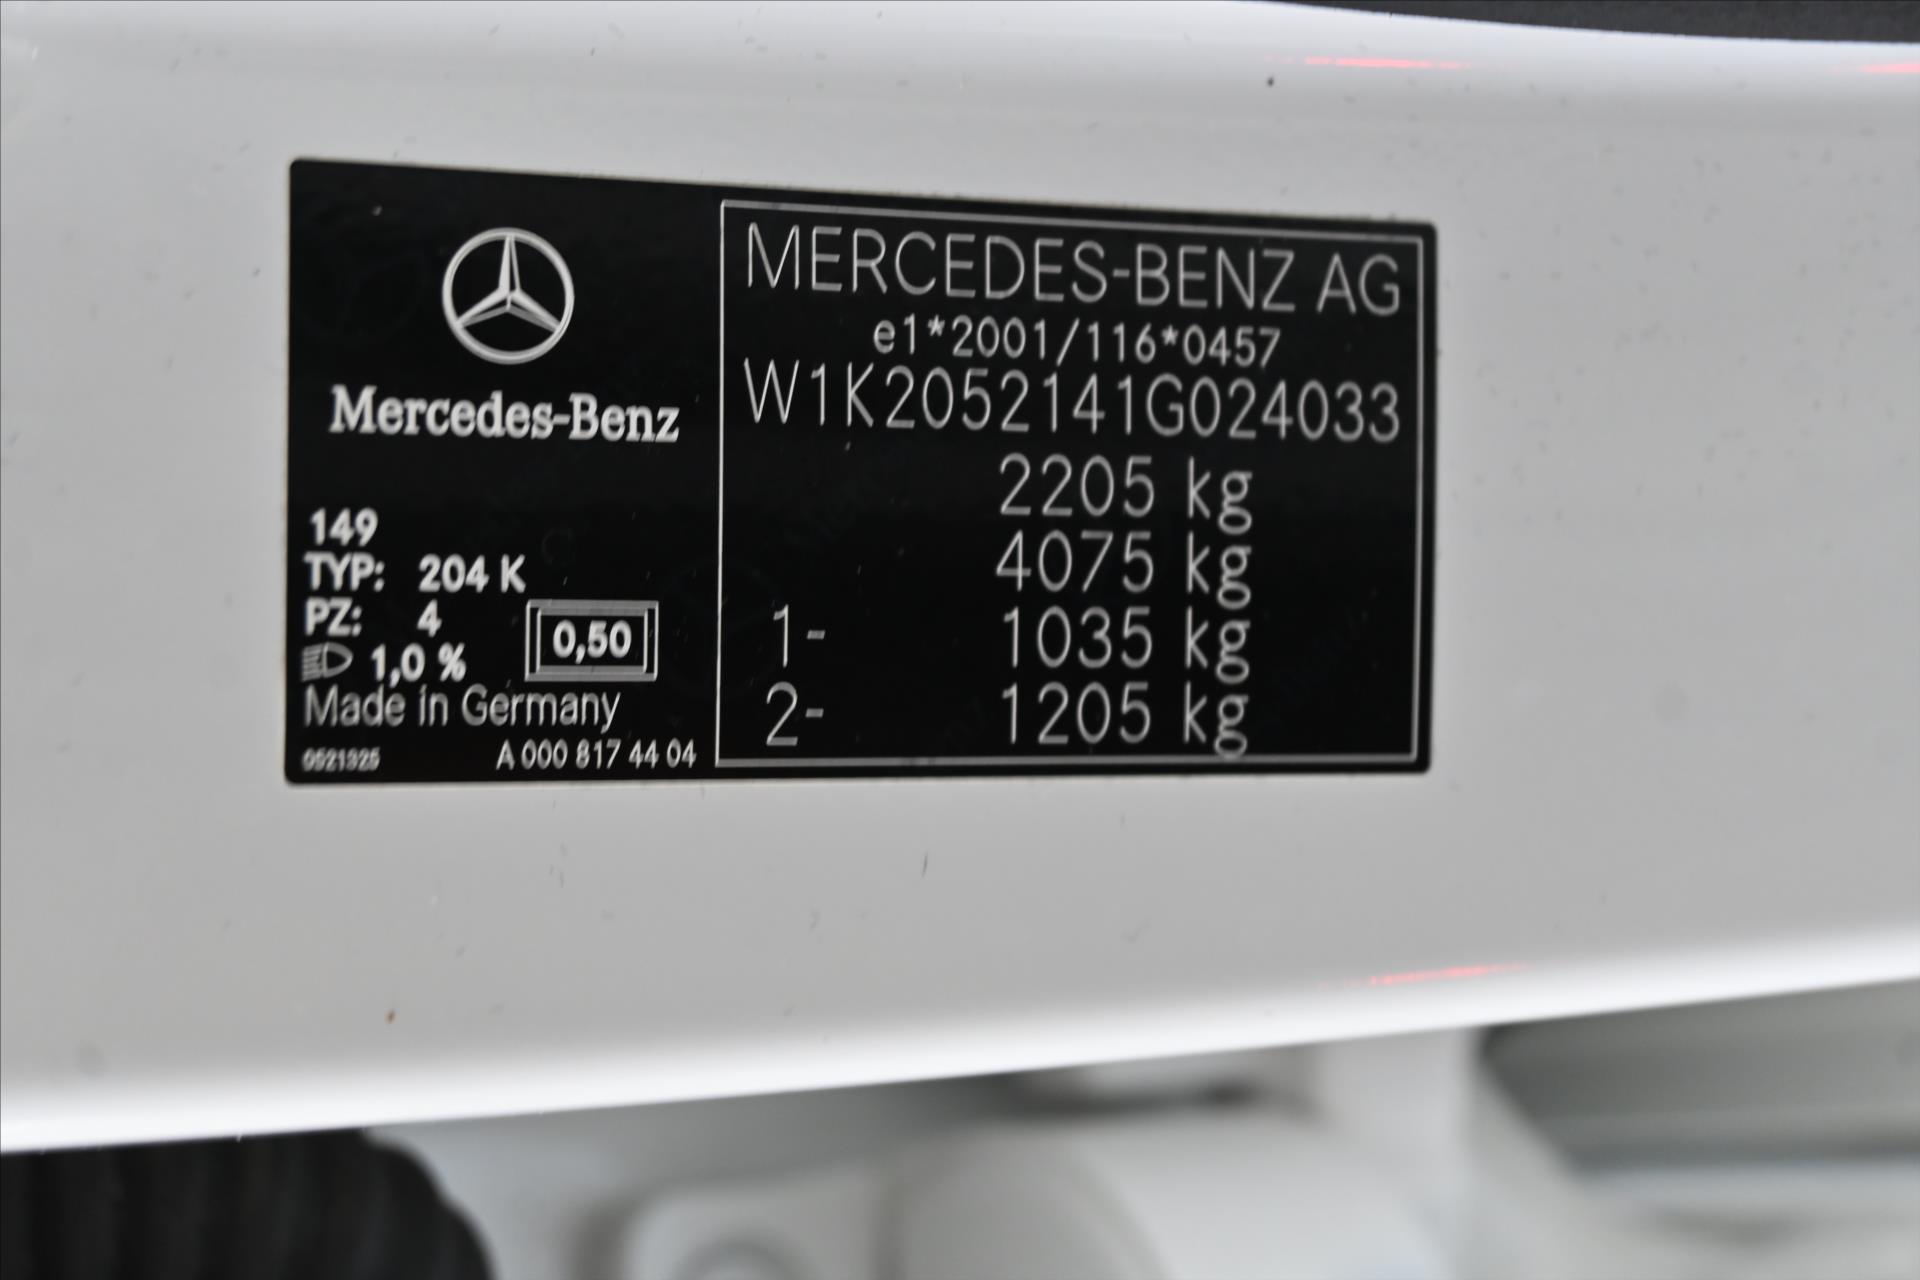 Mercedes-Benz
149
TYP: 204 K
PZ: 4
1,0 %
0,50
Made in Germany
0521325
A 000 817 44 04
MERCEDES-BENZ AG
e1*2001/116*0457
W1K2052141G024033
2205 kg
4075 kg
1- 1035 kg
2- 1205 kg